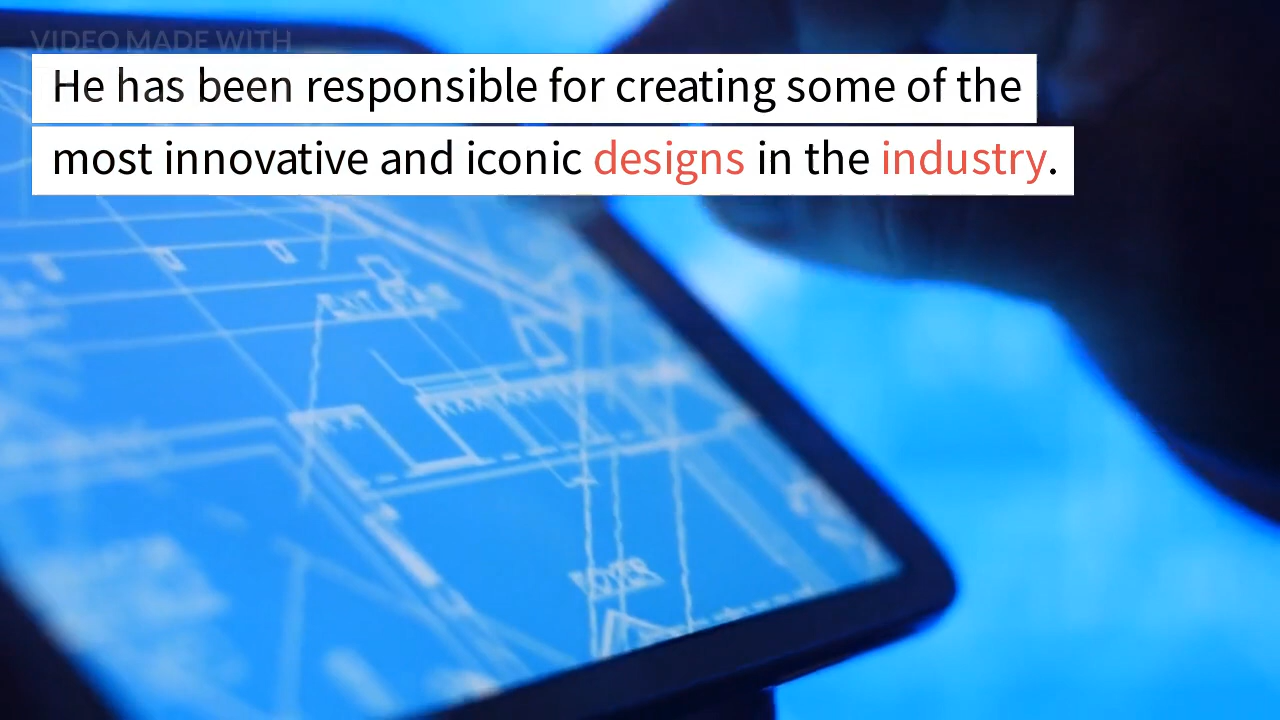 VIDEO MADE WITH
He has been responsible for creating some of the
most innovative and iconic designs in the industry.
FOYER